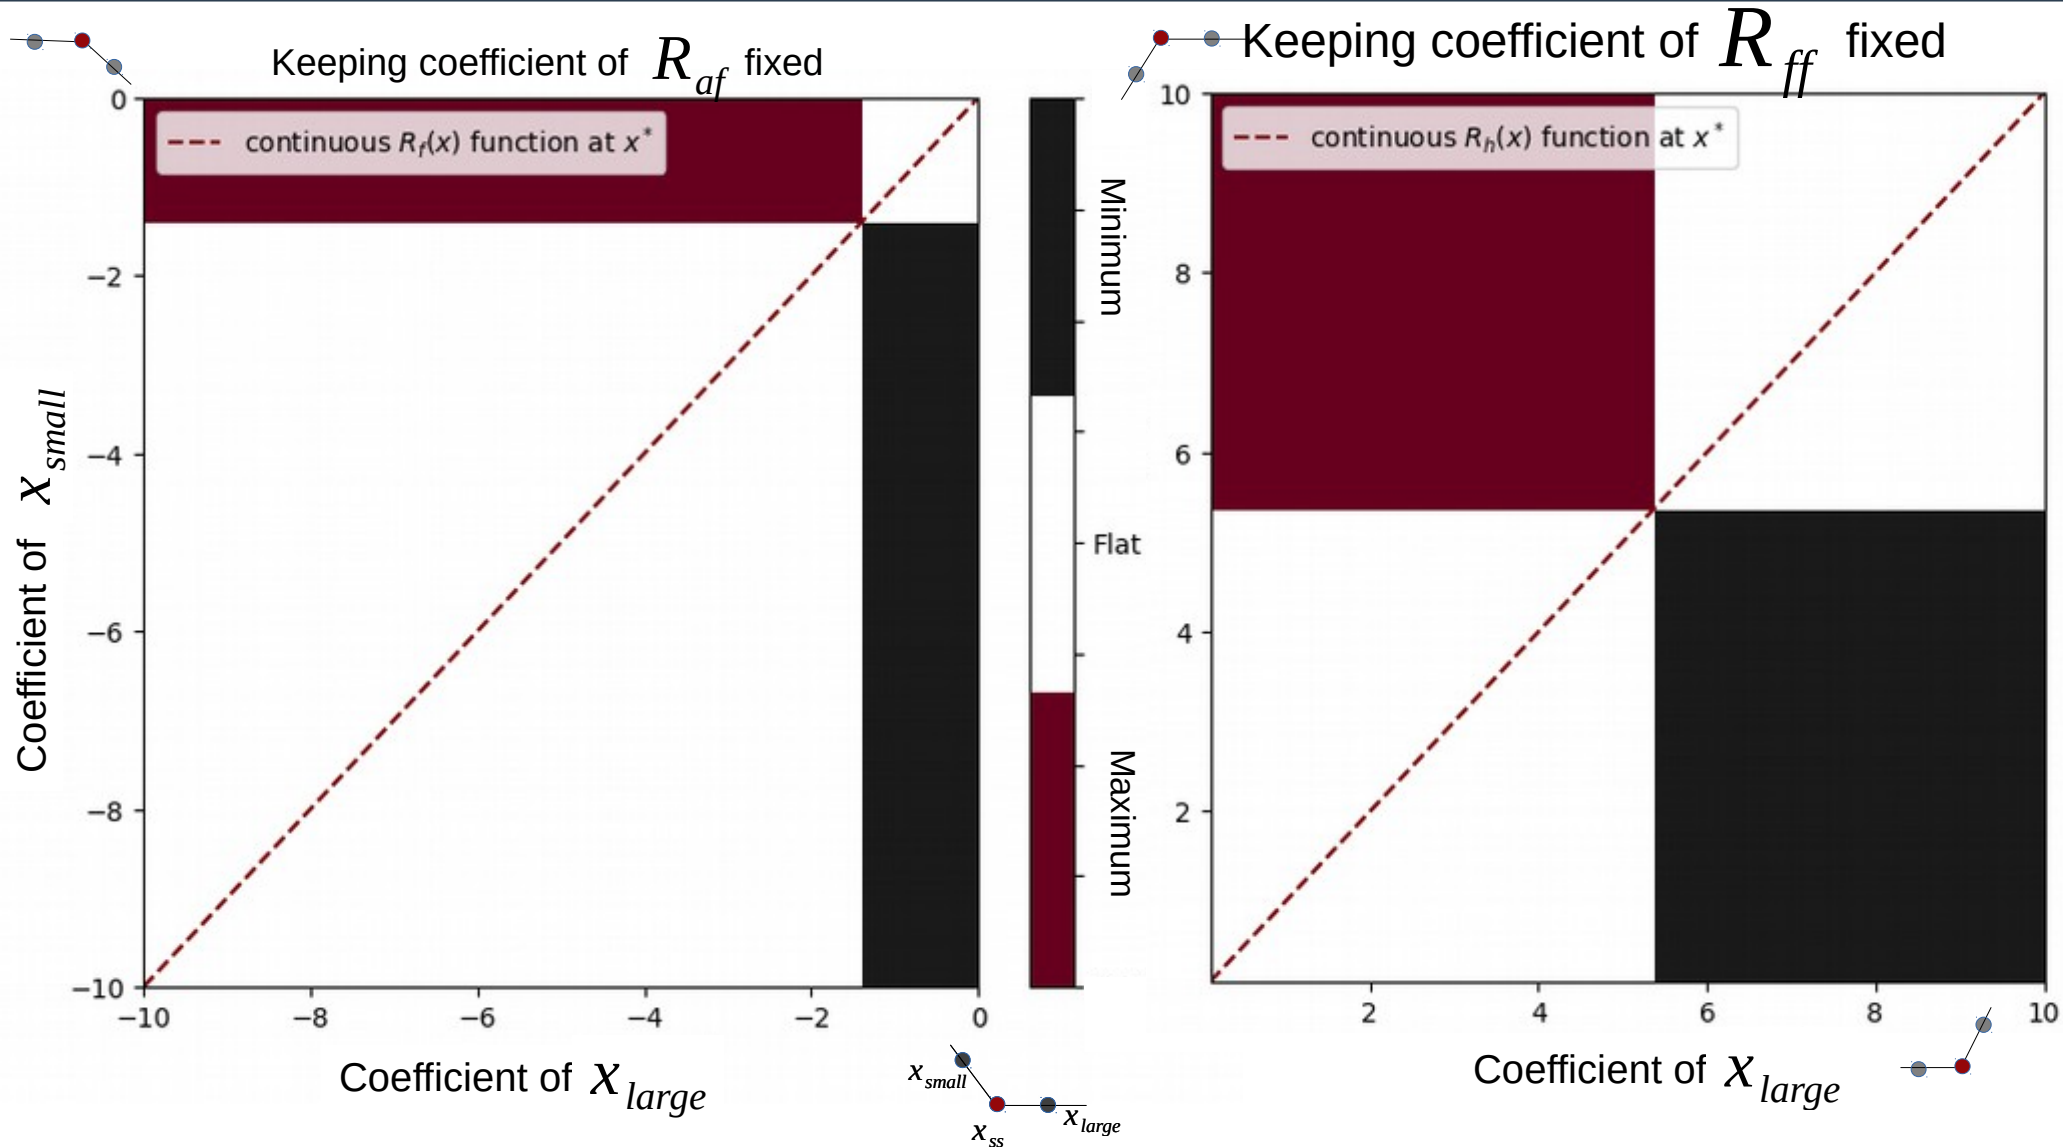 Keeping coefficient of R_af fixed
continuous R_f(x) function at x*
0
−2
−4
−6
−8
−10
Coefficient of x_small
−10 −8 −6 −4 −2 0
Coefficient of x_large
Minimum
Flat
Maximum
x_small
x_ss
x_large
Keeping coefficient of R_ff fixed
continuous R_h(x) function at x*
10
8
6
4
2
2 4 6 8 10
Coefficient of x_large